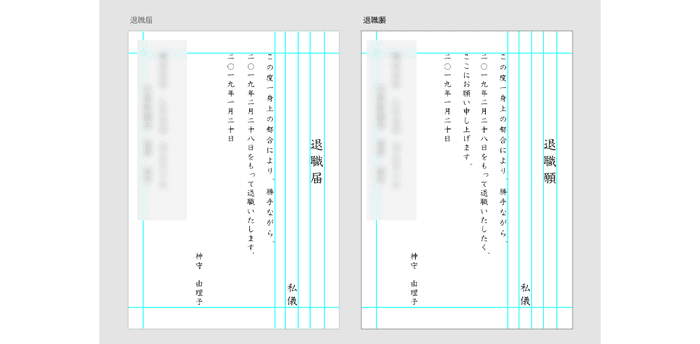 退職届
退職届
私儀
この度一身上の都合により、勝手ながら、
二〇一九年二月二十八日をもって退職いたします。
二〇一九年一月二十日
神守 由理子
退職願
退職願
私儀
この度一身上の都合により、勝手ながら、
二〇一九年二月二十八日をもって退職いたしたく、
ここにお願い申し上げます。
二〇一九年一月二十日
神守 由理子